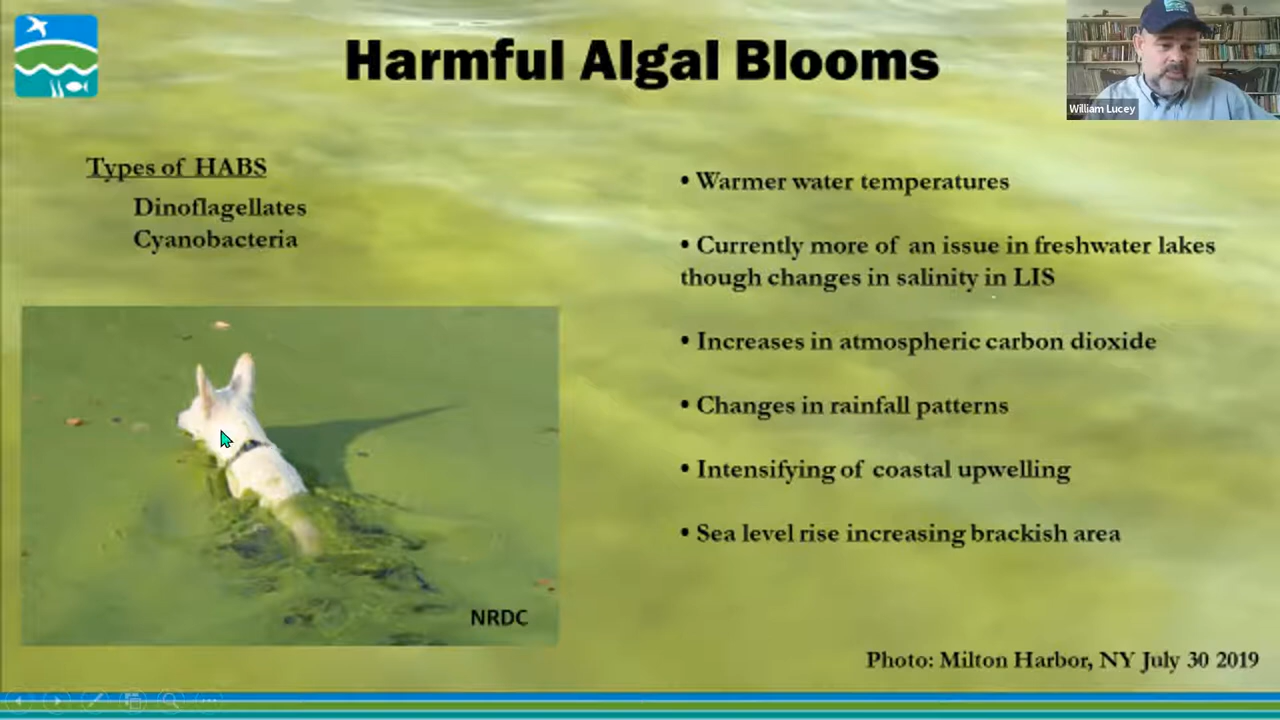 Harmful Algal Blooms
William Lucey
Types of HABS
Dinoflagellates
Cyanobacteria
• Warmer water temperatures
• Currently more of an issue in freshwater lakes
though changes in salinity in LIS
• Increases in atmospheric carbon dioxide
• Changes in rainfall patterns
• Intensifying of coastal upwelling
• Sea level rise increasing brackish area
NRDC
Photo: Milton Harbor, NY July 30 2019